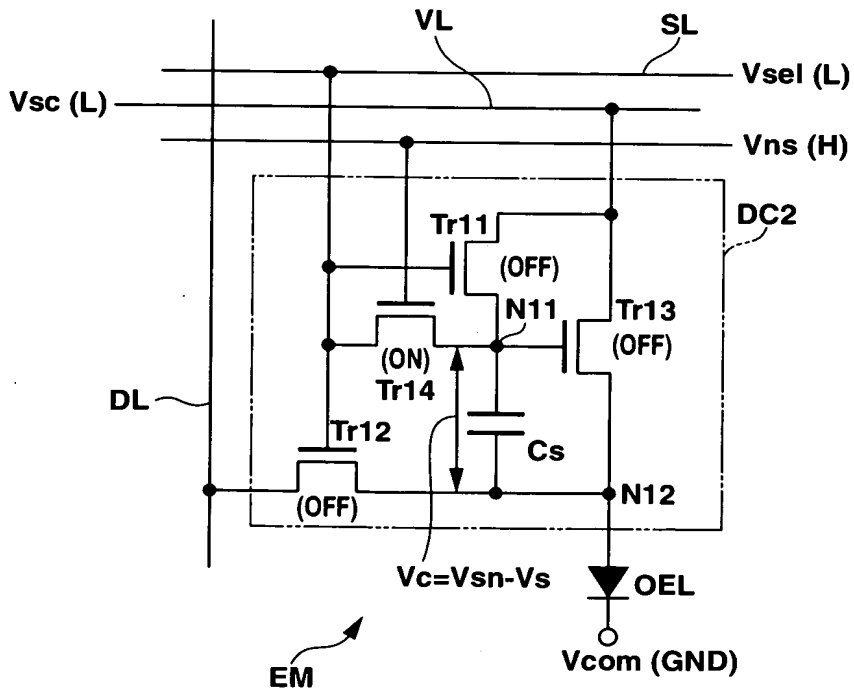 VL
SL
Vsel (L)
Vsc (L)
Vns (H)
DC2
Tr11
(OFF)
N11
Tr13
(OFF)
(ON)
Tr14
DL
Tr12
(OFF)
Cs
N12
Vc=Vsn-Vs
OEL
Vcom (GND)
EM